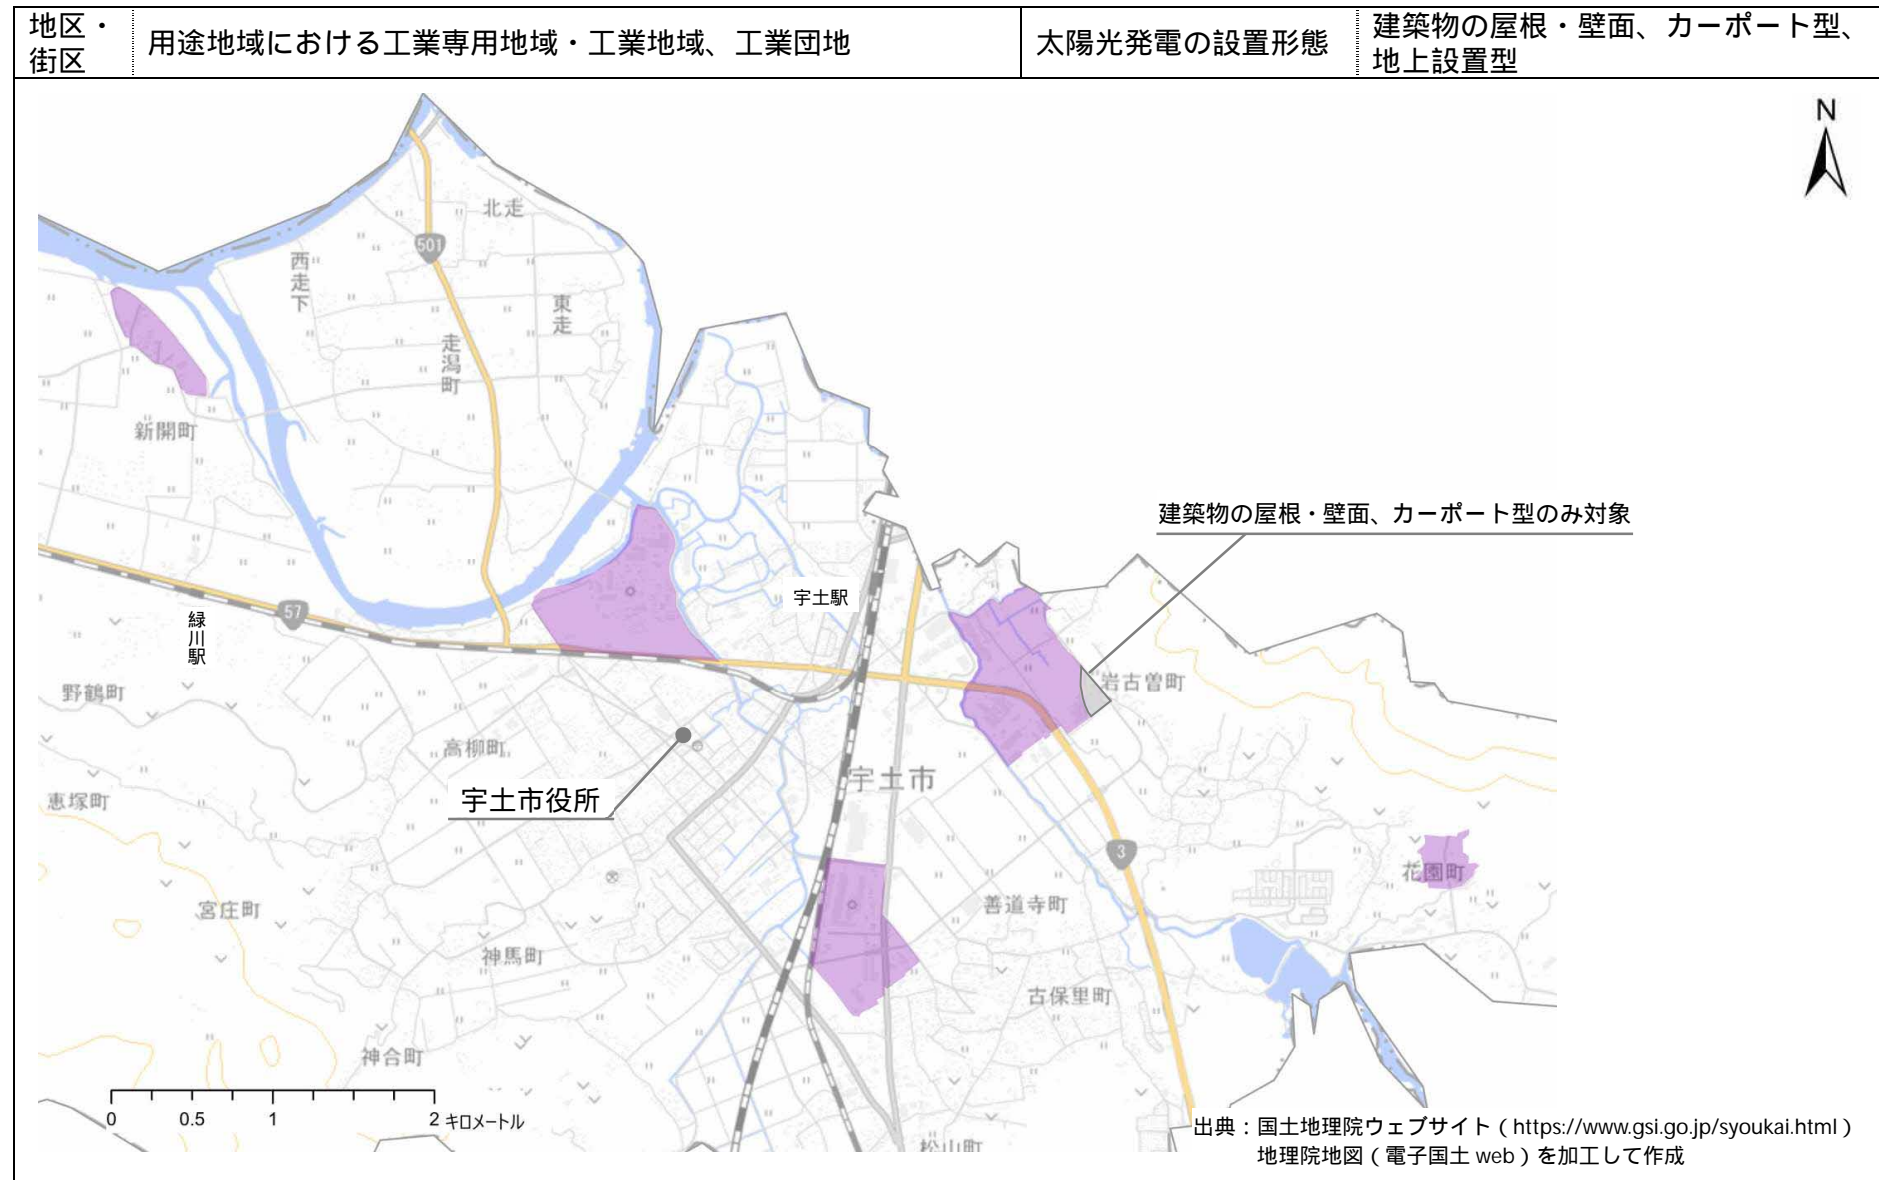 地区・
街区
用途地域における工業専用地域・工業地域、工業団地
太陽光発電の設置形態
建築物の屋根・壁面、カーポート型、
地上設置型
N
北走
501
西走下
東走
走潟町
新開町
建築物の屋根・壁面、カーポート型のみ対象
宇土駅
57
緑川駅
野鶴町
岩古曽町
高柳町
宇土市
恵塚町
宇土市役所
3
花園町
宮庄町
善道寺町
神馬町
古保里町
神合町
0 0.5 1 2 キロメートル
松山町
出典：国土地理院ウェブサイト（https://www.gsi.go.jp/syoukai.html）
地理院地図（電子国土 web）を加工して作成